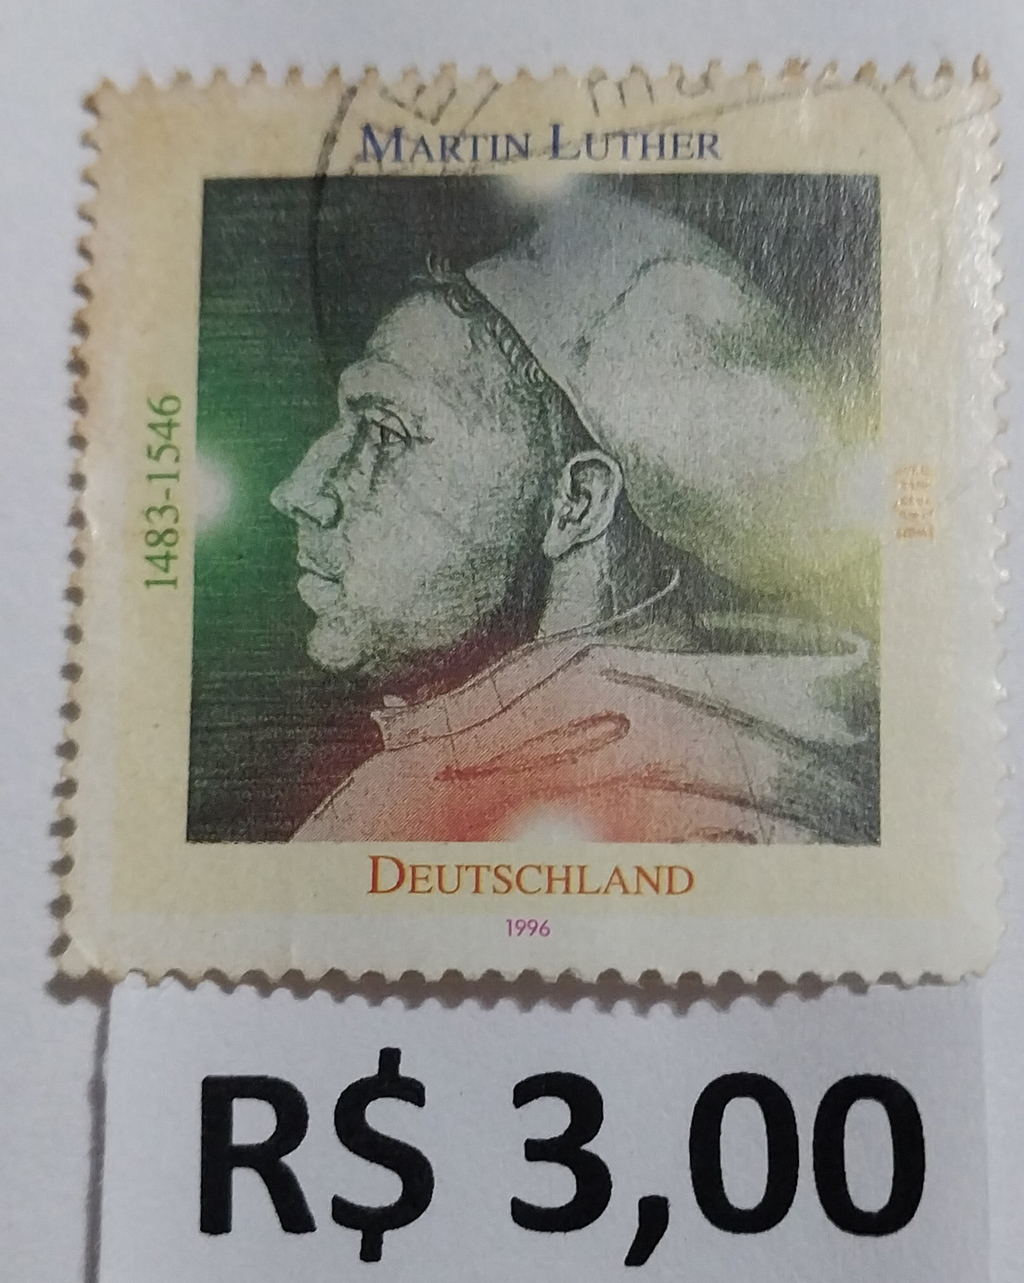 MARTIN LUTHER
1483-1546
DEUTSCHLAND
1996
R$ 3,00